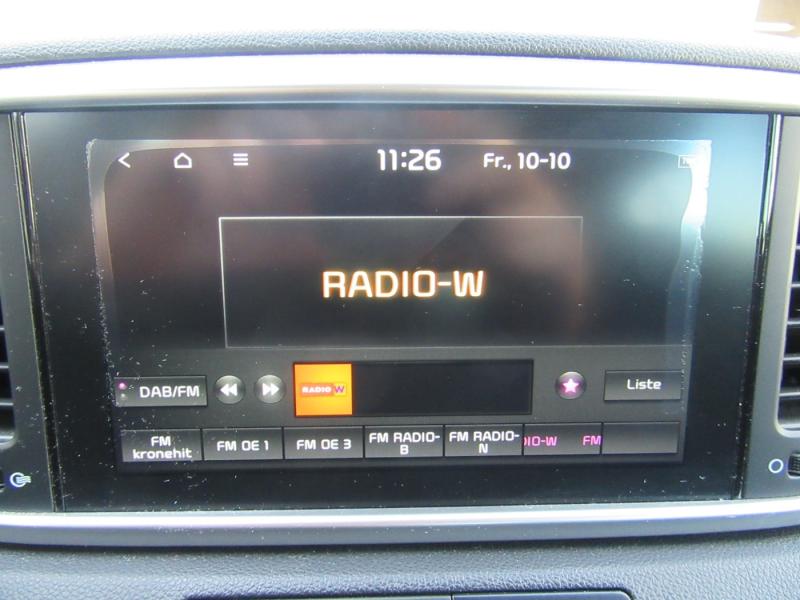 11:26 Fr., 10-10
RADIO-W
DAB/FM
RADIO W
Liste
FM kronehit
FM OE 1
FM OE 3
FM RADIO-B
FM RADIO-N
IO-W FM